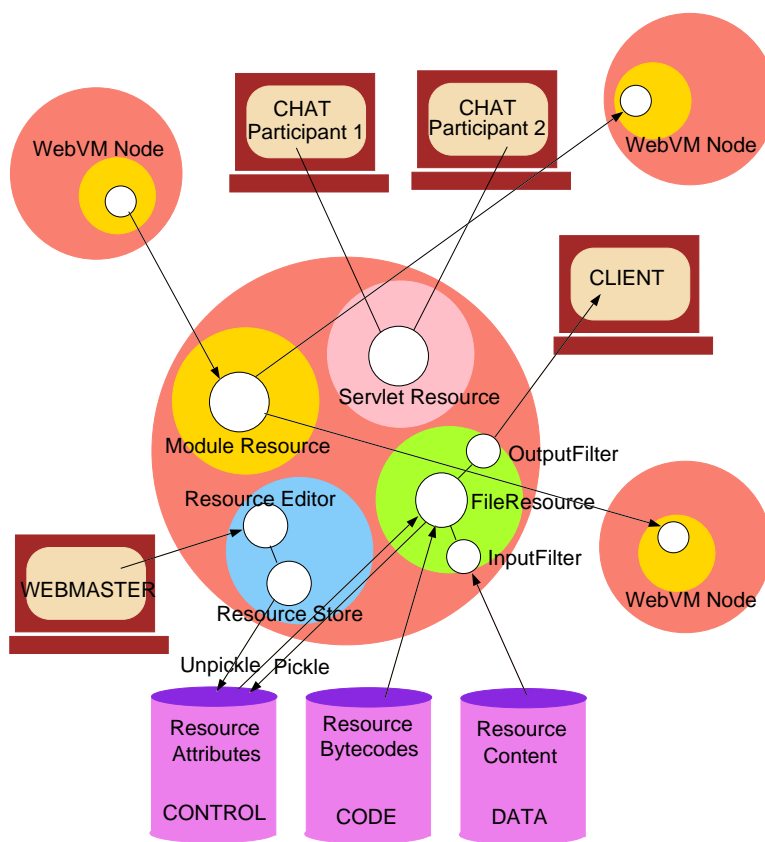 CHAT
Participant 1
CHAT
Participant 2
WebVM Node
WebVM Node
CLIENT
Servlet Resource
Module Resource
OutputFilter
Resource Editor
FileResource
InputFilter
WEBMASTER
Resource Store
WebVM Node
Unpickle
Pickle
Resource
Attributes
CONTROL
Resource
Bytecodes
CODE
Resource
Content
DATA